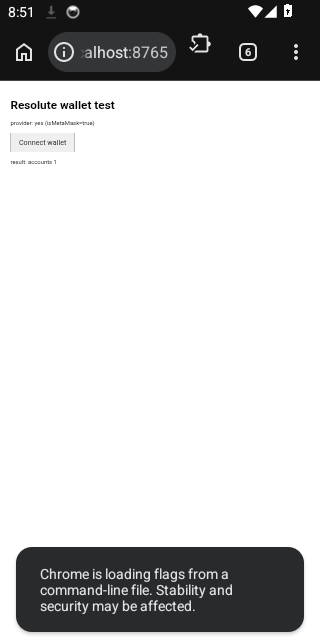 8:51
alhost:8765
6
Resolute wallet test
provider: yes (isMetaMask=true)
Connect wallet
result: accounts 1
Chrome is loading flags from a
command-line file. Stability and
security may be affected.